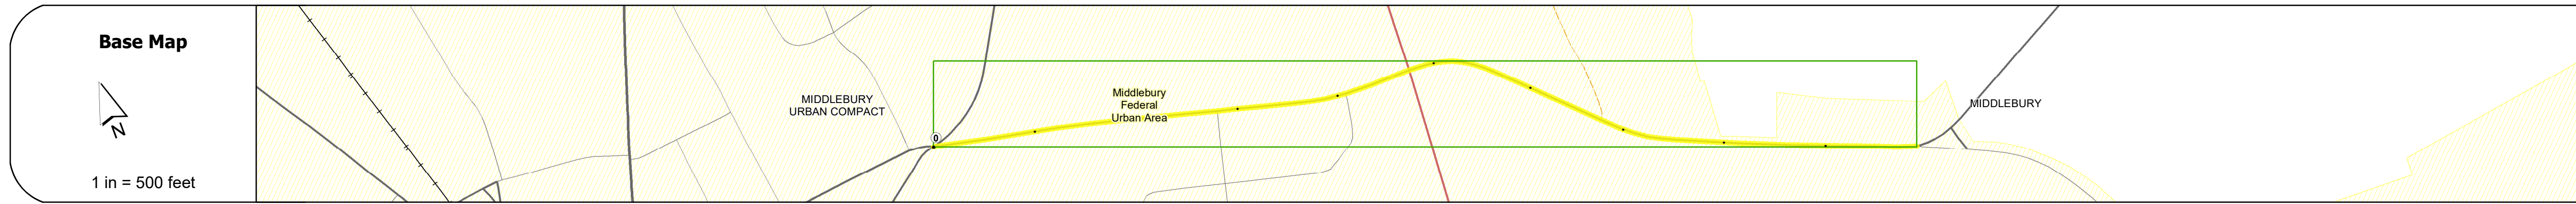 Base Map
N
1 in = 500 feet
MIDDLEBURY
URBAN COMPACT
0
Middlebury
Federal
Urban Area
MIDDLEBURY